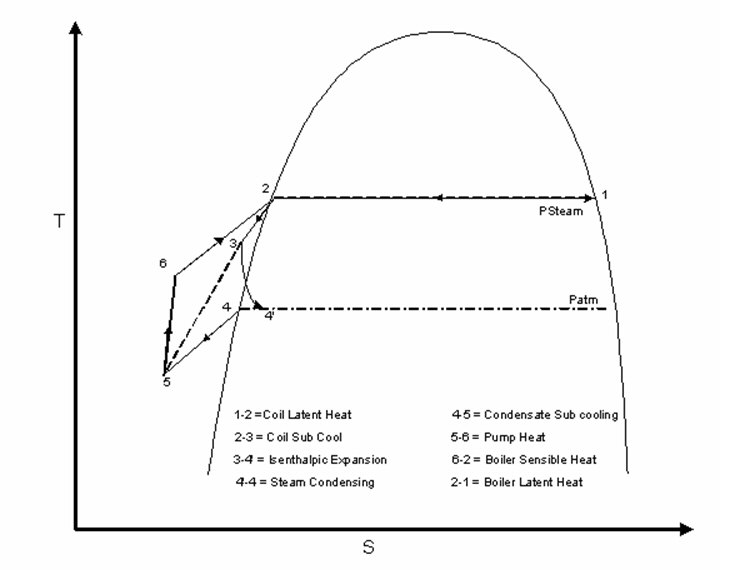 2
1
PSteam
T
3
6
Patm
4
4'
5
1-2 =Coil Latent Heat
4-5 = Condensate Sub cooling
2-3 = Coil Sub Cool
5-6 = Pump Heat
3-4' = Isenthalpic Expansion
6-2 = Boiler Sensible Heat
4'-4 = Steam Condensing
2-1 = Boiler Latent Heat
S